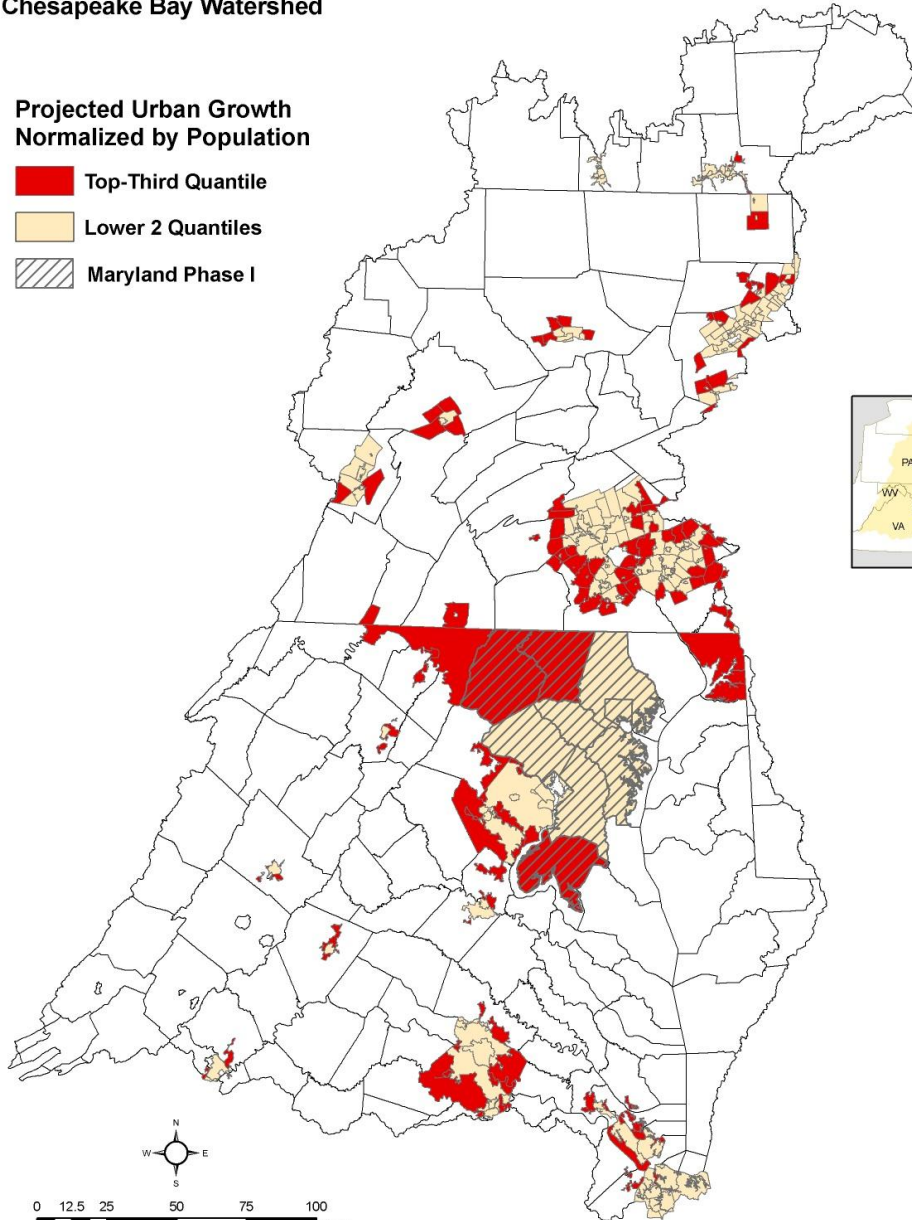 Chesapeake Bay Watershed
Projected Urban Growth
Normalized by Population
Top-Third Quantile
Lower 2 Quantiles
Maryland Phase I
PA
WV
VA
N
W E
S
0 12.5 25 50 75 100